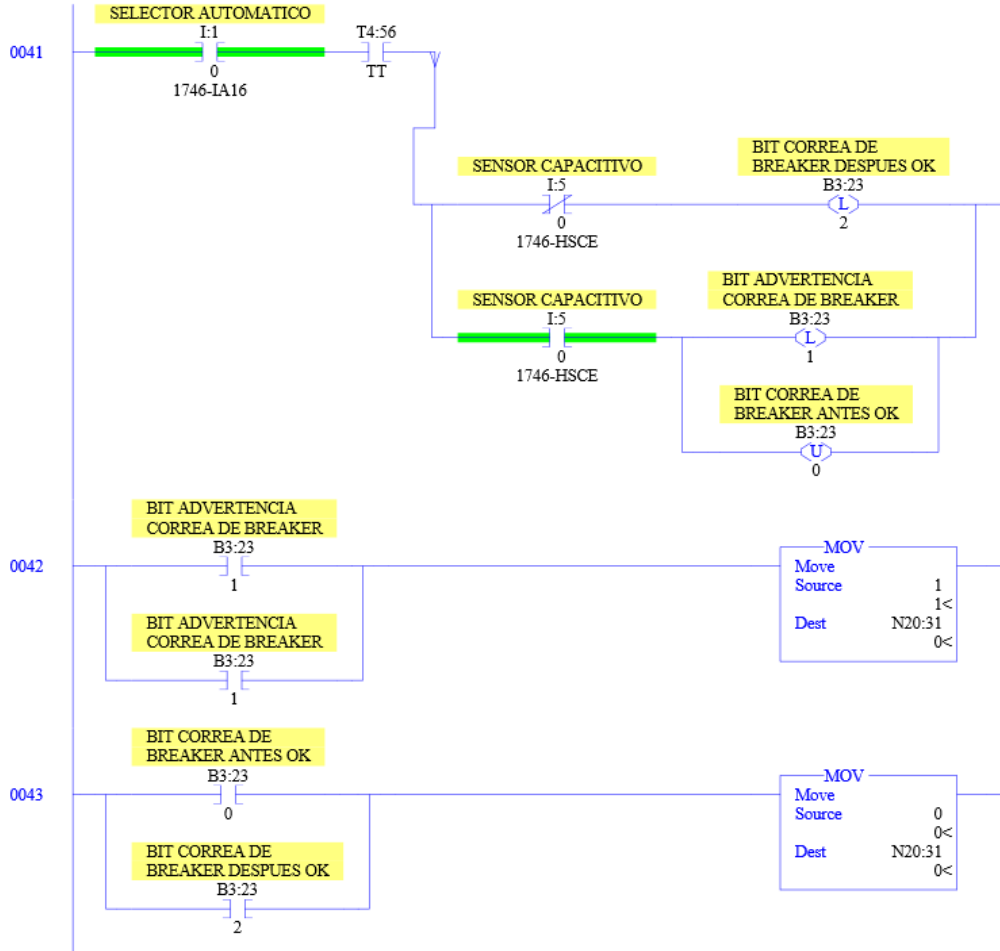 SELECTOR AUTOMATICO
I:1
T4:56
0041
0
TT
1746-IA16
SENSOR CAPACITIVO
I:5
0
1746-HSCE
BIT CORREA DE
BREAKER DESPUES OK
B3:23
L
2
SENSOR CAPACITIVO
I:5
0
1746-HSCE
BIT ADVERTENCIA
CORREA DE BREAKER
B3:23
L
1
BIT CORREA DE
BREAKER ANTES OK
B3:23
U
0
BIT ADVERTENCIA
CORREA DE BREAKER
B3:23
0042
1
BIT ADVERTENCIA
CORREA DE BREAKER
B3:23
1
MOV
Move
Source 1
1<
Dest N20:31
0<
BIT CORREA DE
BREAKER ANTES OK
B3:23
0043
0
BIT CORREA DE
BREAKER DESPUES OK
B3:23
2
MOV
Move
Source 0
0<
Dest N20:31
0<